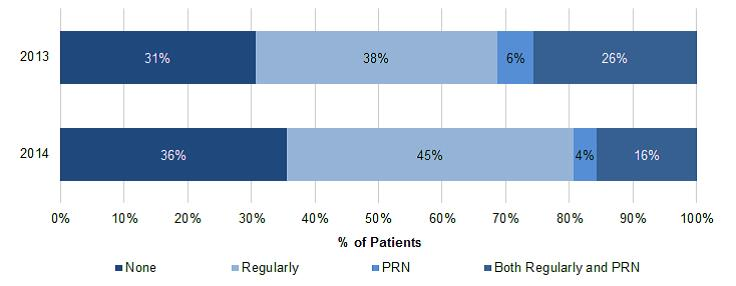 2013
31% 38% 6% 26%
2014
36% 45% 4% 16%
0% 10% 20% 30% 40% 50% 60% 70% 80% 90% 100%
% of Patients
None Regularly PRN Both Regularly and PRN